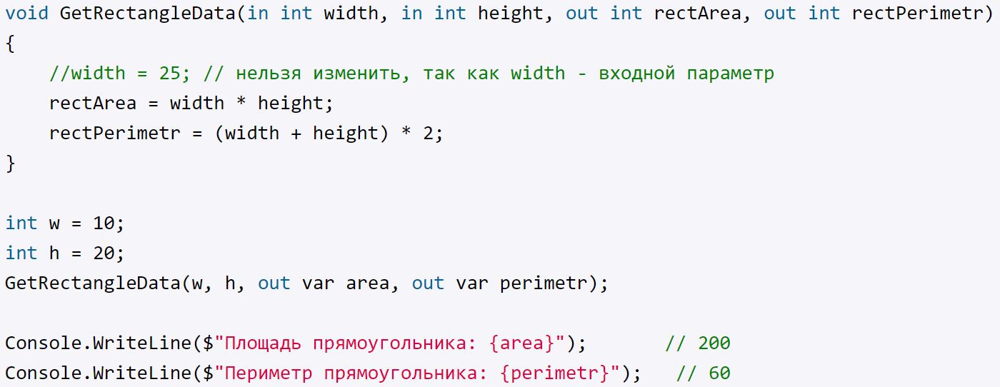 void GetRectangleData(in int width, in int height, out int rectArea, out int rectPerimetr)
{
    //width = 25; // нельзя изменить, так как width - входной параметр
    rectArea = width * height;
    rectPerimetr = (width + height) * 2;
}

int w = 10;
int h = 20;
GetRectangleData(w, h, out var area, out var perimetr);

Console.WriteLine($"Площадь прямоугольника: {area}");       // 200
Console.WriteLine($"Периметр прямоугольника: {perimetr}");   // 60